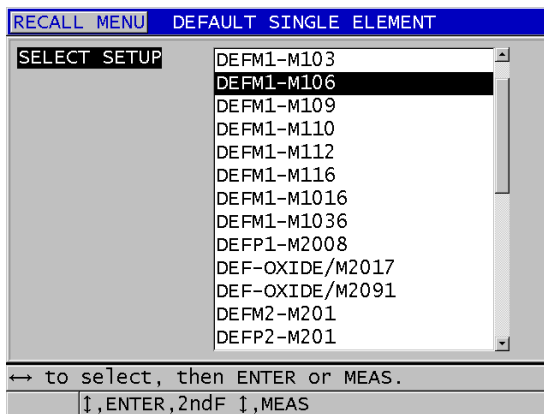 RECALL MENU DEFAULT SINGLE ELEMENT
SELECT SETUP
DEFM1-M103
DEFM1-M106
DEFM1-M109
DEFM1-M110
DEFM1-M112
DEFM1-M116
DEFM1-M1016
DEFM1-M1036
DEFP1-M2008
DEF-OXIDE/M2017
DEF-OXIDE/M2091
DEFM2-M201
DEFP2-M201
↔ to select, then ENTER or MEAS.
↕,ENTER,2ndF ↕,MEAS